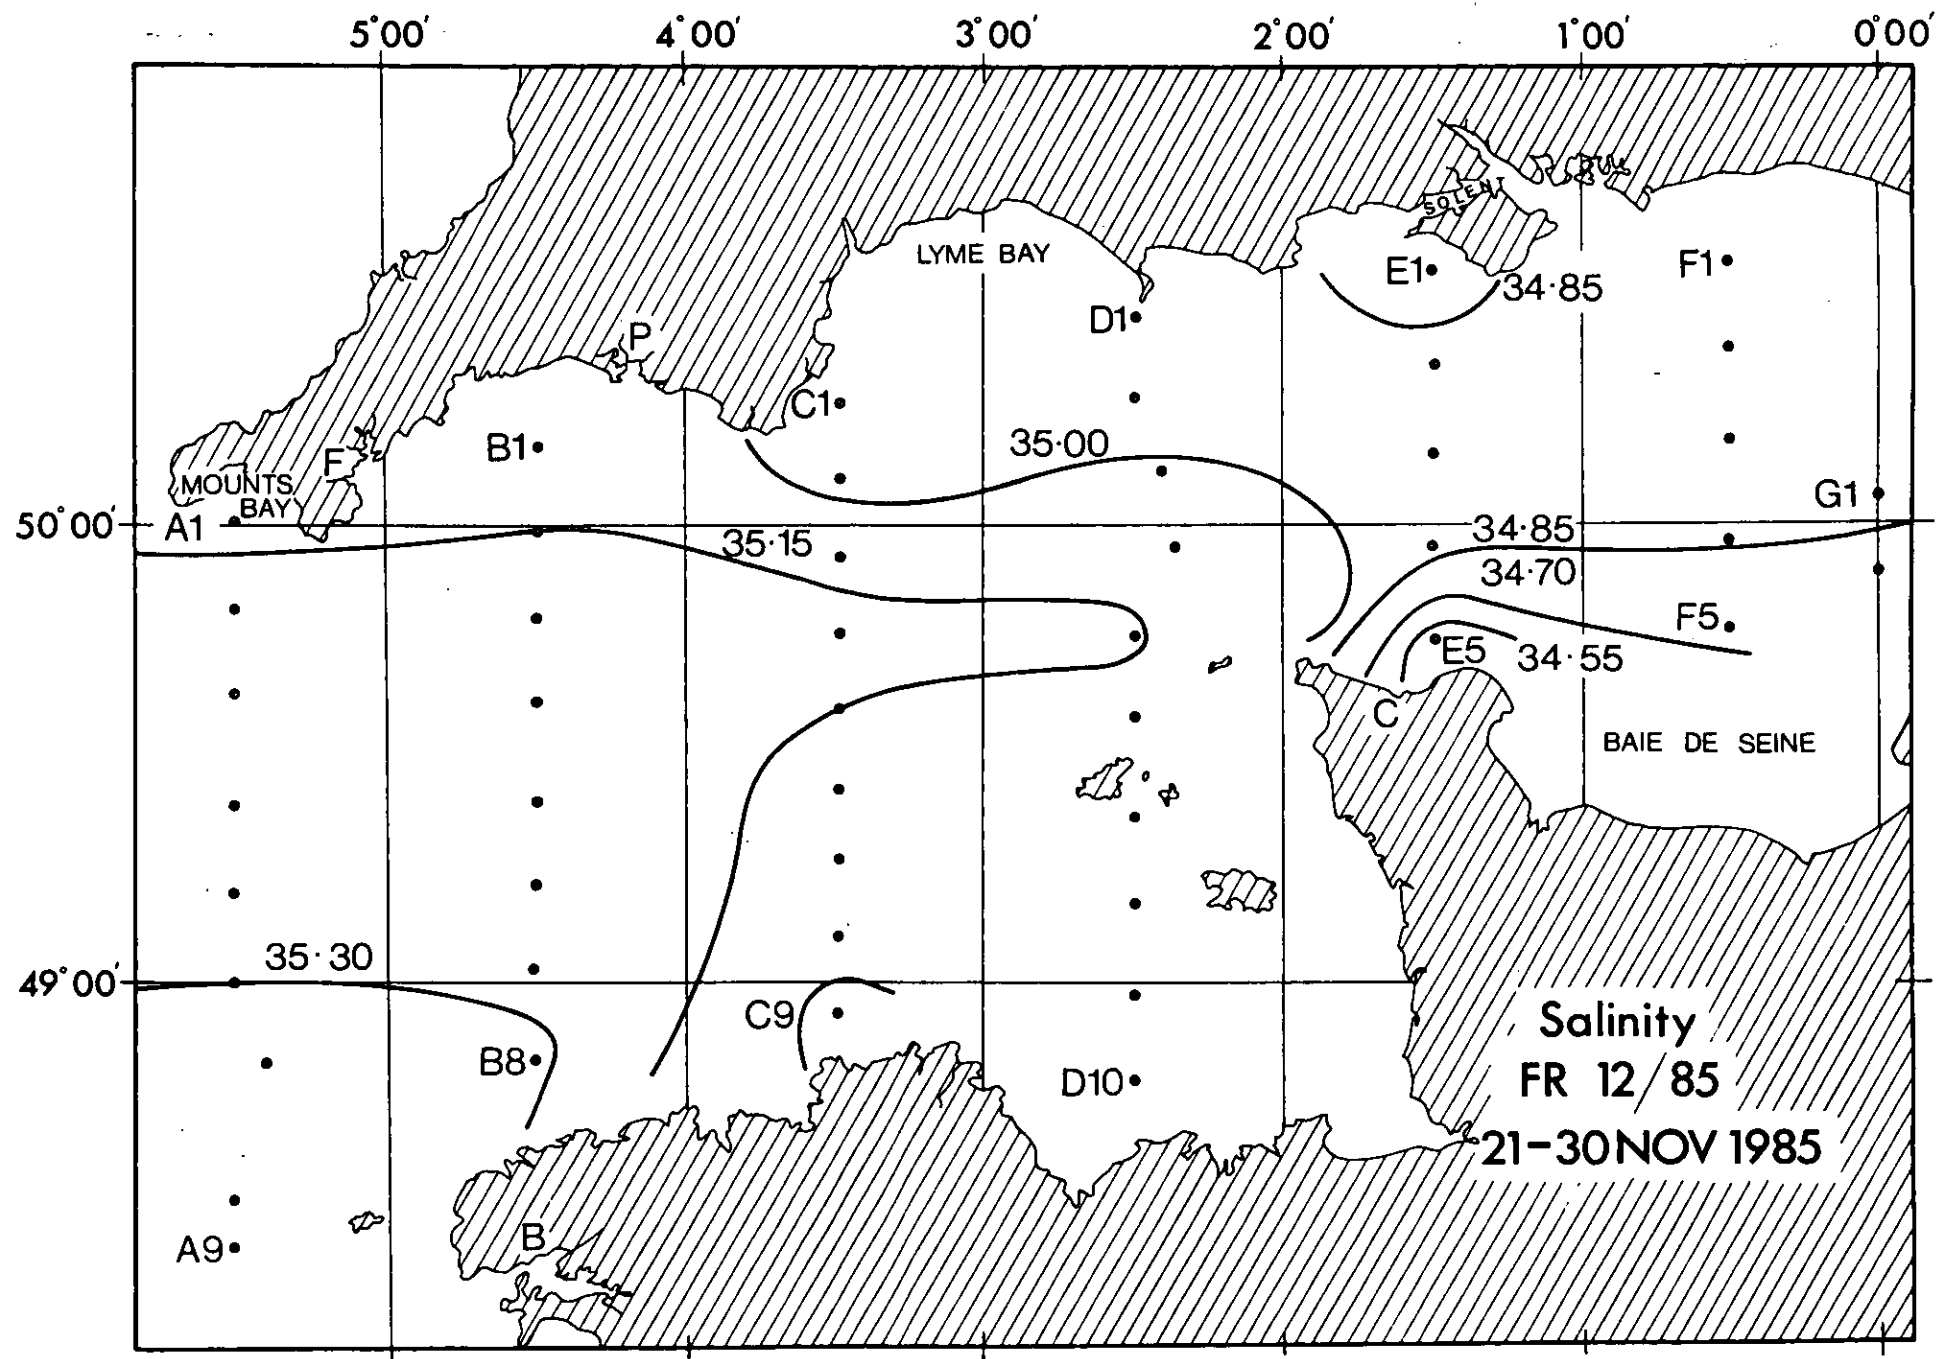 5°00' 4°00' 3°00' 2°00' 1°00' 0°00'
SOLENT
LYME BAY
E1
F1
34·85
D1
P
C1
35·00
B1
F
MOUNTS
BAY
G1
A1
50°00'
35·15
34·85
34·70
F5
E5
34·55
C
BAIE DE SEINE
35·30
49°00'
C9
Salinity
B8
D10
FR 12/85
21–30 NOV 1985
B
A9